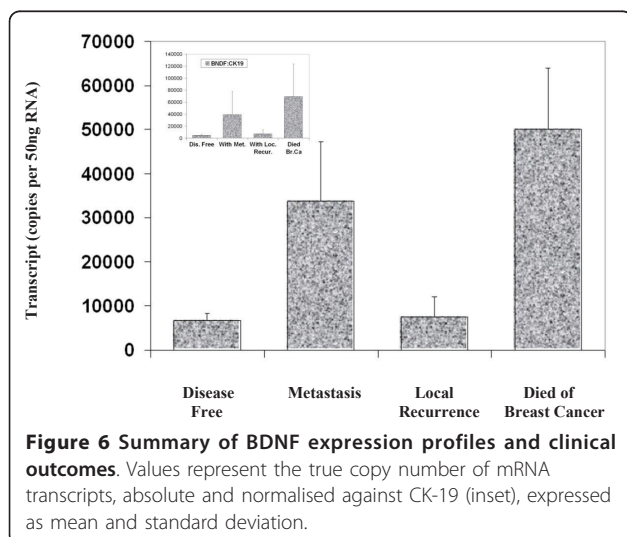 70000
60000
50000
40000
30000
20000
10000
0
Transcript (copies per 50ng RNA)
140000
120000
100000
80000
60000
40000
20000
0
BNDF:CK19
Dis. Free With Met. With Loc. Recur. Died Br.Ca
Disease Free
Metastasis
Local Recurrence
Died of Breast Cancer
Figure 6 Summary of BDNF expression profiles and clinical
outcomes. Values represent the true copy number of mRNA
transcripts, absolute and normalised against CK-19 (inset), expressed
as mean and standard deviation.